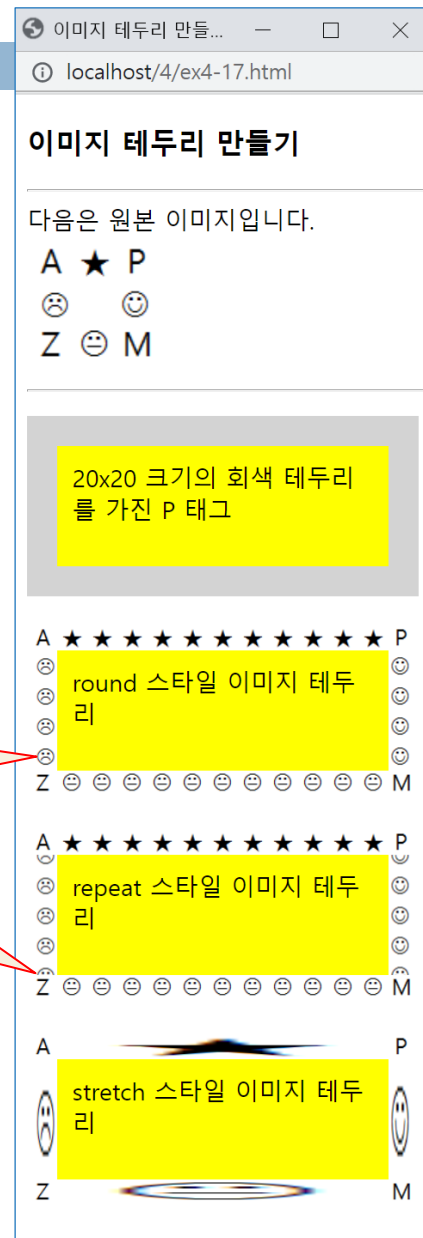 이미지 테두리 만들...
localhost/4/ex4-17.html
이미지 테두리 만들기
다음은 원본 이미지입니다.
A ★ P
☹ ☺
Z 😐 M
20x20 크기의 회색 테두리
를 가진 P 태그
A ★ ★ ★ ★ ★ ★ ★ ★ ★ ★ ★ P
round 스타일 이미지 테두
리
Z 😐 😐 😐 😐 😐 😐 😐 😐 😐 😐 😐 M
A ★ ★ ★ ★ ★ ★ ★ ★ ★ ★ ★ P
repeat 스타일 이미지 테두
리
Z 😐 😐 😐 😐 😐 😐 😐 😐 😐 😐 😐 M
A P
stretch 스타일 이미지 테두
리
Z M